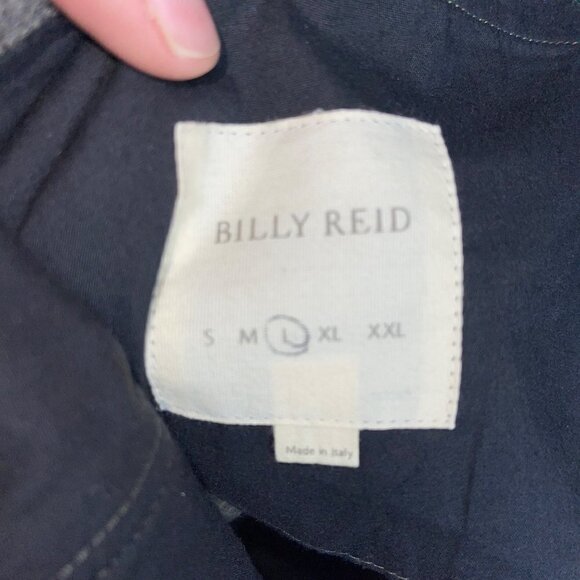 BILLY REID
S M L XL XXL
Made in Italy